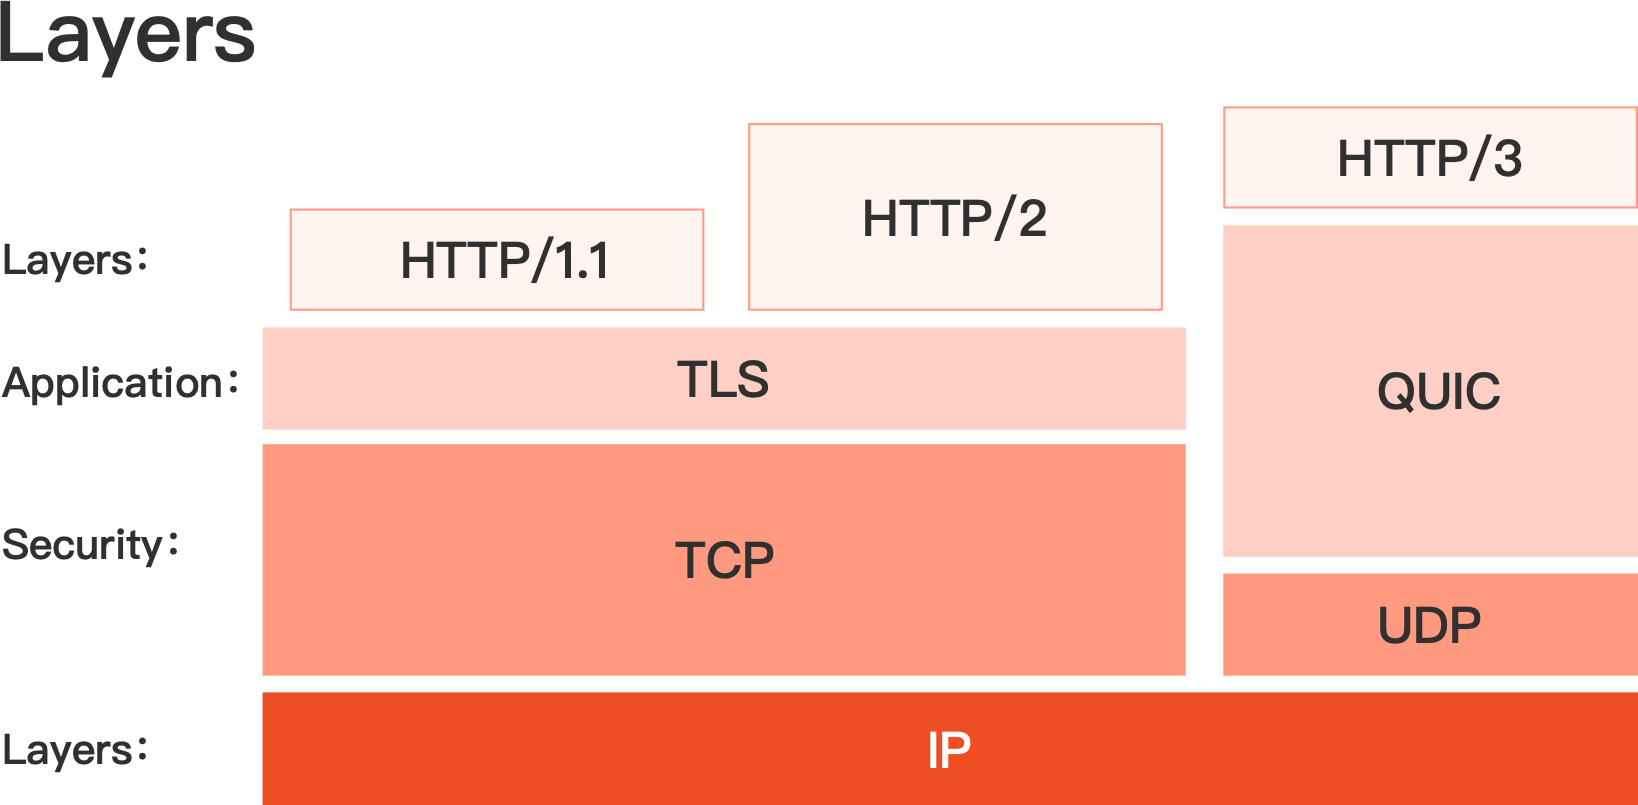 Layers
HTTP/3
HTTP/2
Layers:
HTTP/1.1
Application:
TLS
QUIC
Security:
TCP
UDP
Layers:
IP